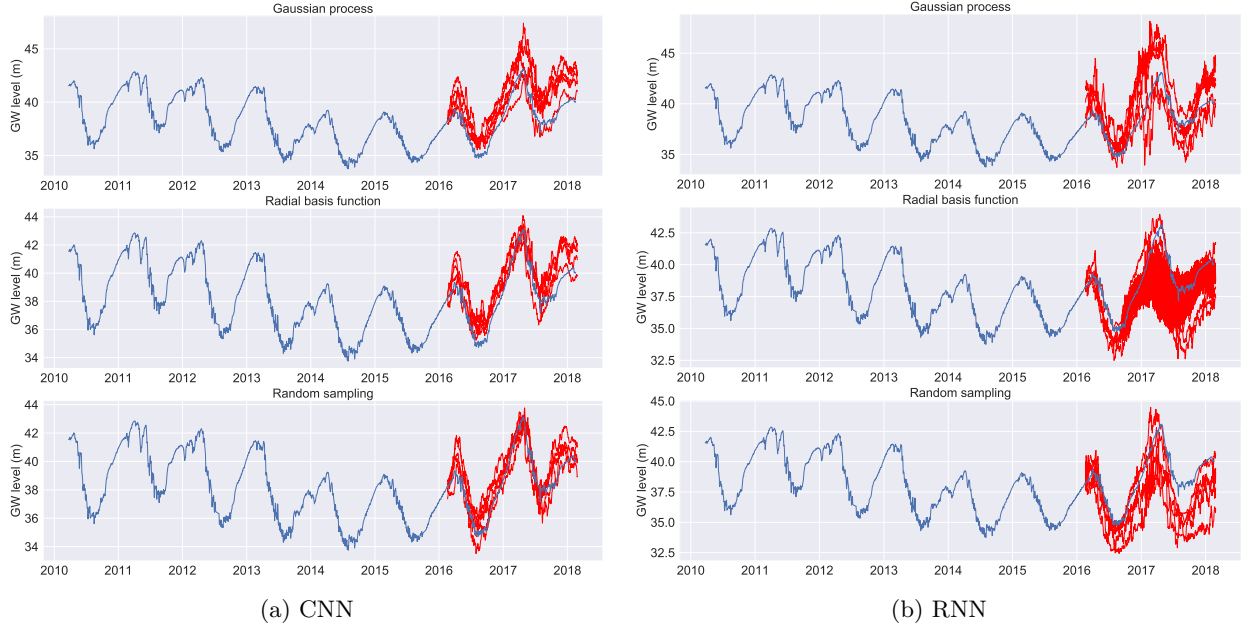 Gaussian process
GW level (m)
45
40
35
2010 2011 2012 2013 2014 2015 2016 2017 2018
Radial basis function
GW level (m)
44
42
40
38
36
34
2010 2011 2012 2013 2014 2015 2016 2017 2018
Random sampling
GW level (m)
44
42
40
38
36
34
2010 2011 2012 2013 2014 2015 2016 2017 2018
(a) CNN
Gaussian process
GW level (m)
45
40
35
2010 2011 2012 2013 2014 2015 2016 2017 2018
Radial basis function
GW level (m)
42.5
40.0
37.5
35.0
32.5
2010 2011 2012 2013 2014 2015 2016 2017 2018
Random sampling
GW level (m)
45.0
42.5
40.0
37.5
35.0
32.5
2010 2011 2012 2013 2014 2015 2016 2017 2018
(b) RNN